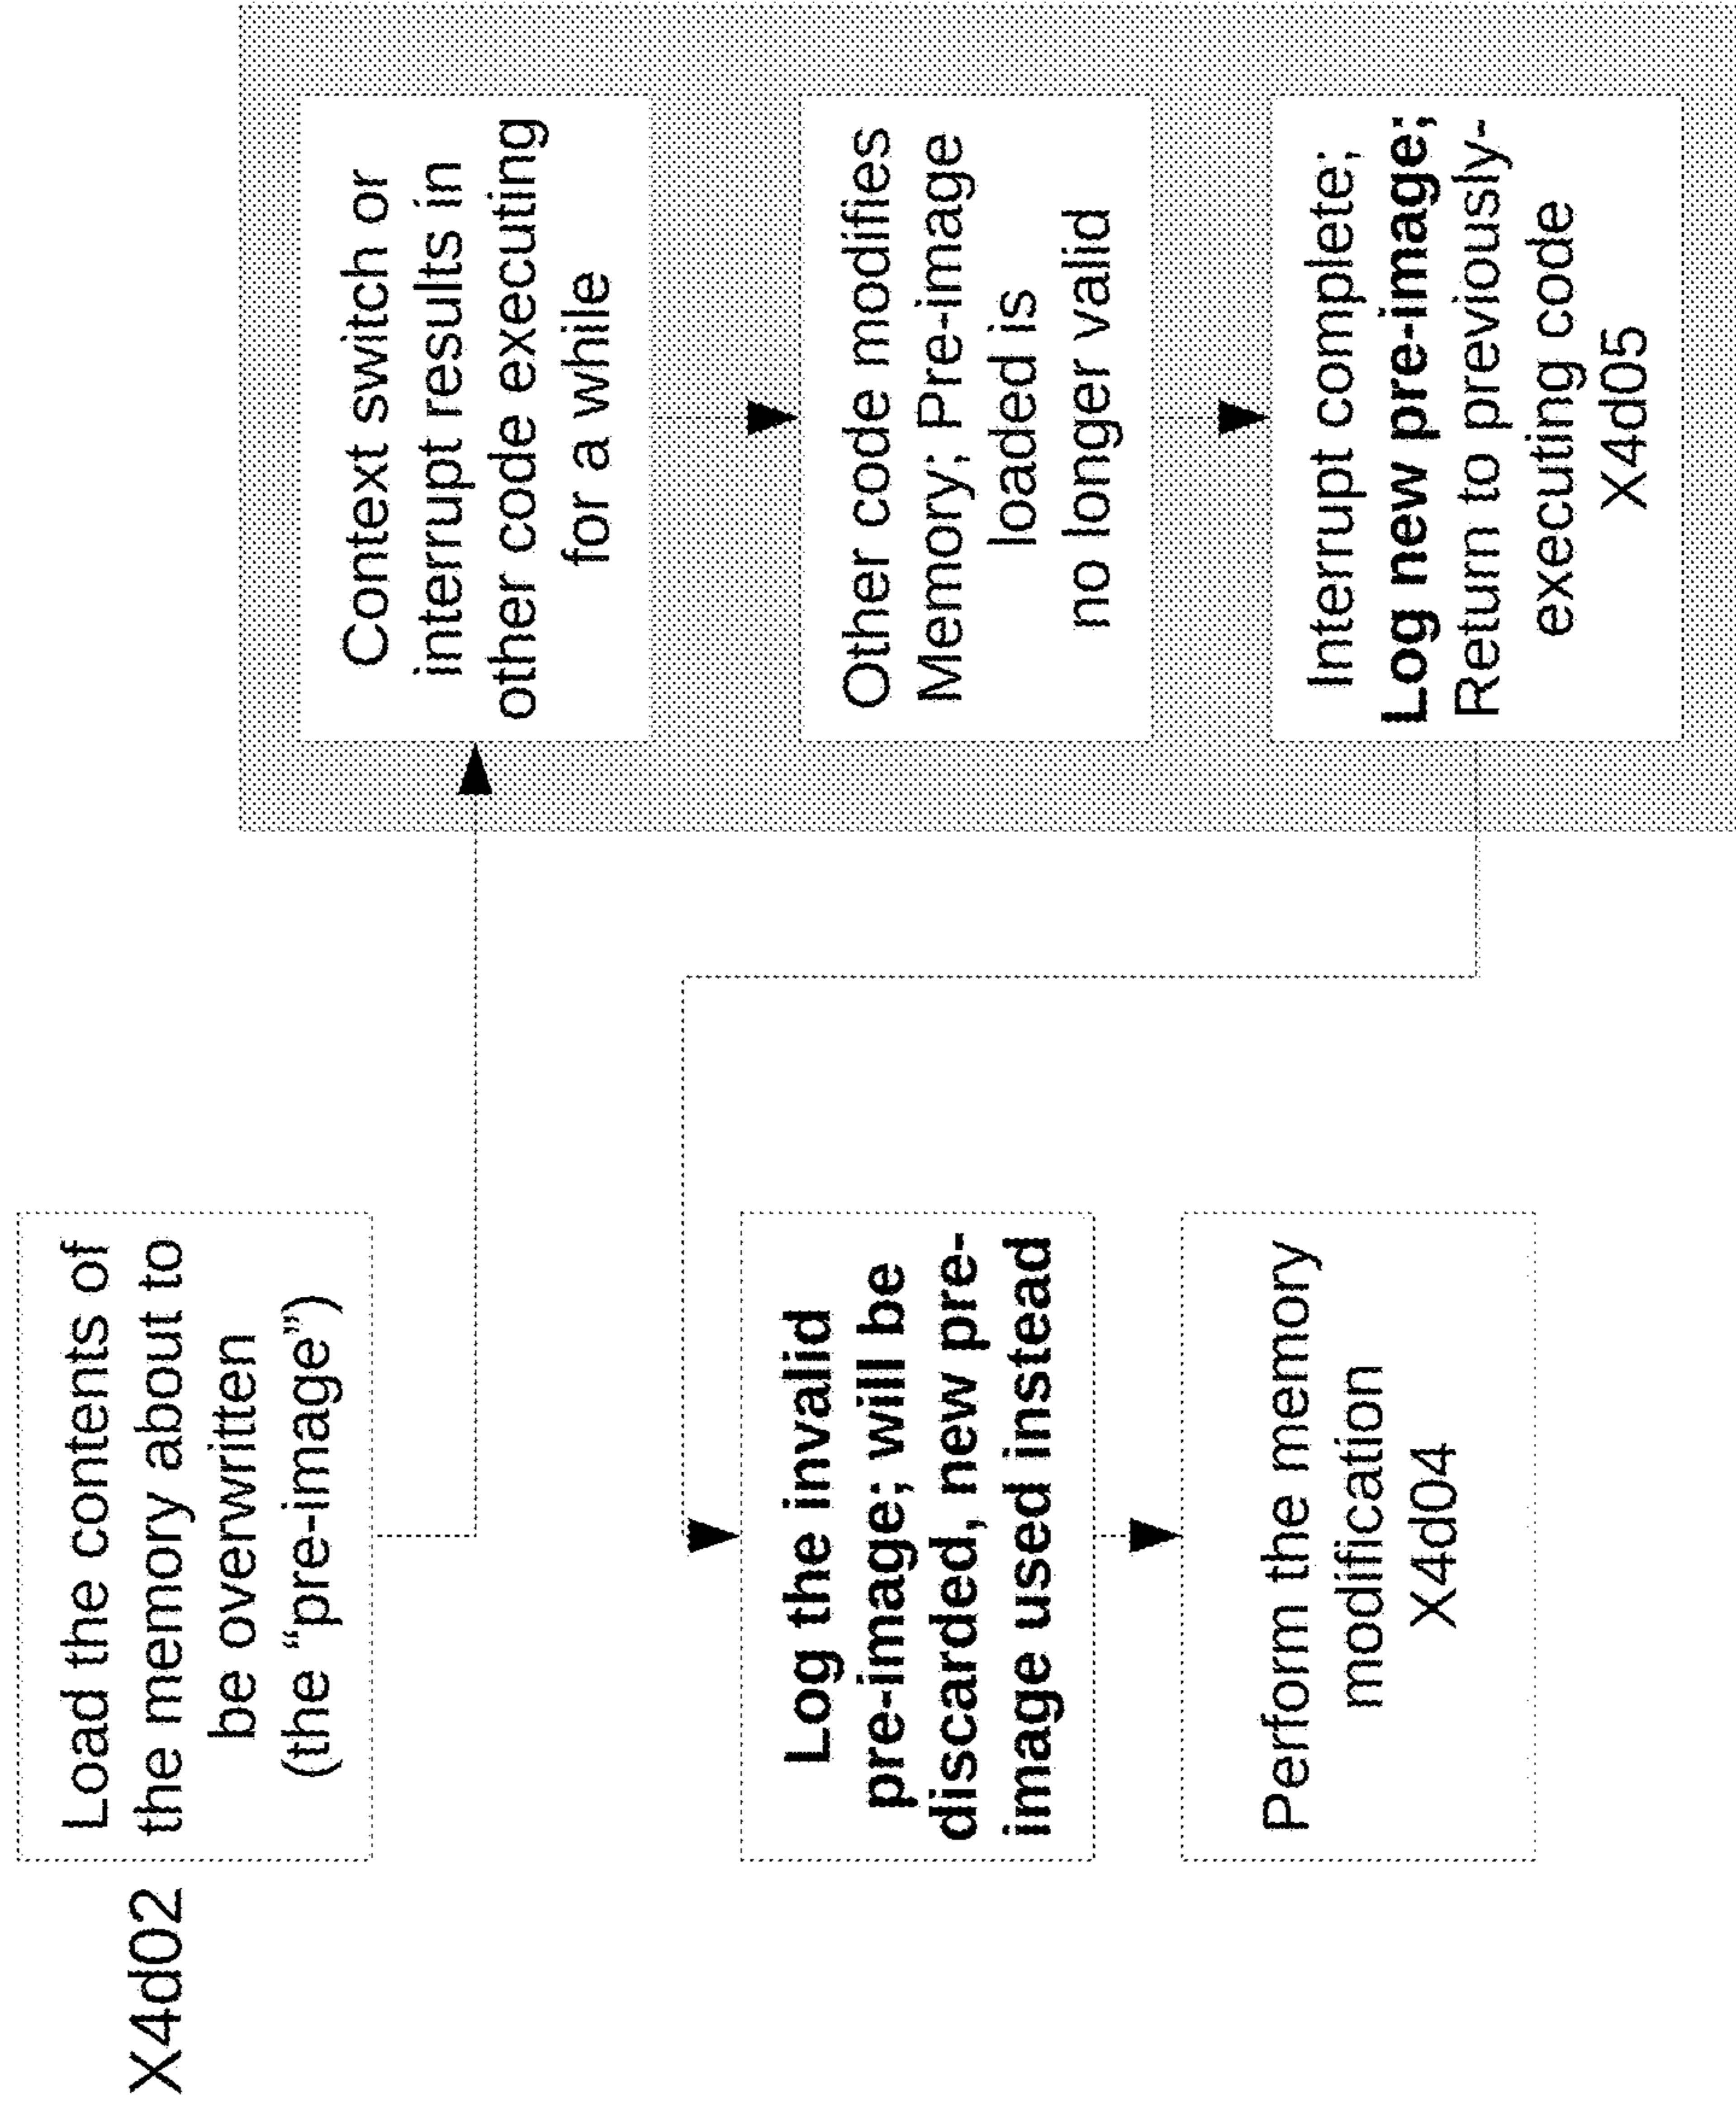 X4d02
Load the contents of
the memory about to
be overwritten
(the “pre-image”)
Context switch or
interrupt results in
other code executing
for a while
Other code modifies
Memory; Pre-image
loaded is
no longer valid
Interrupt complete;
Log new pre-image;
Return to previously-
executing code
X4d05
Log the invalid
pre-image; will be
discarded, new pre-
image used instead
Perform the memory
modification
X4d04